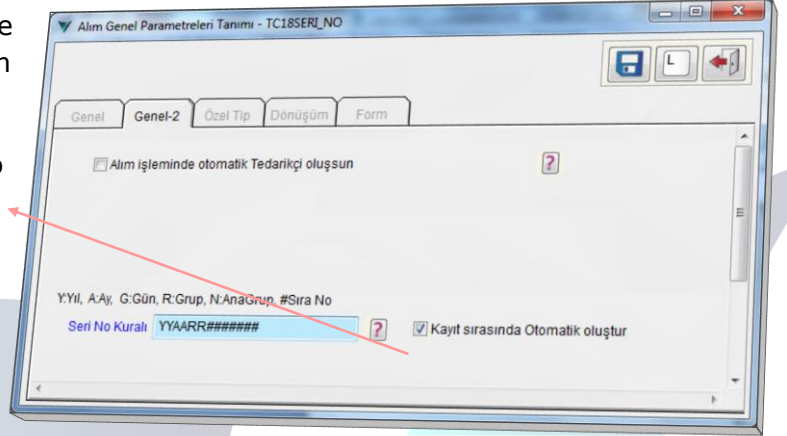 Alım Genel Parametreleri Tanımı - TC18SERI_NO
L
Genel Genel-2 Özel Tip Dönüşüm Form
Alım işleminde otomatik Tedarikçi oluşsun ?
Y:Yıl, A:Ay, G:Gün, R:Grup, N:AnaGrup, #Sıra No
Seri No Kuralı YYAARR####### ? Kayıt sırasında Otomatik oluştur